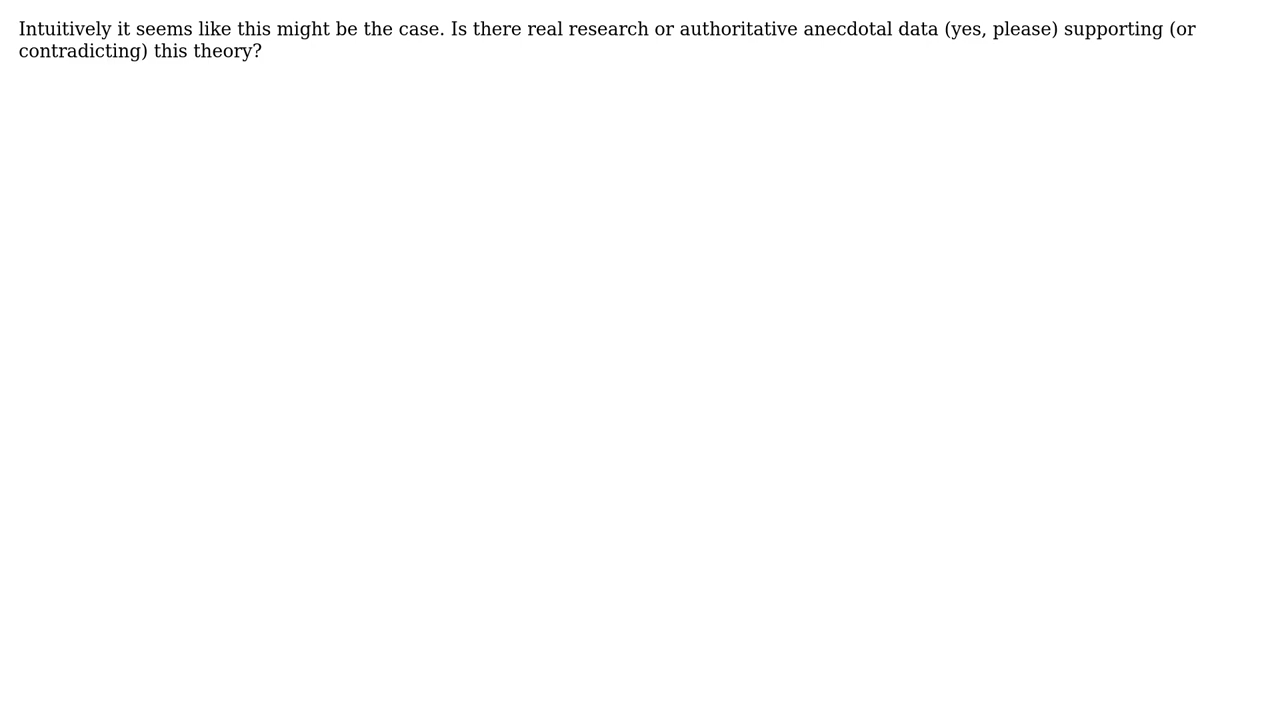 Intuitively it seems like this might be the case. Is there real research or authoritative anecdotal data (yes, please) supporting (or
contradicting) this theory?